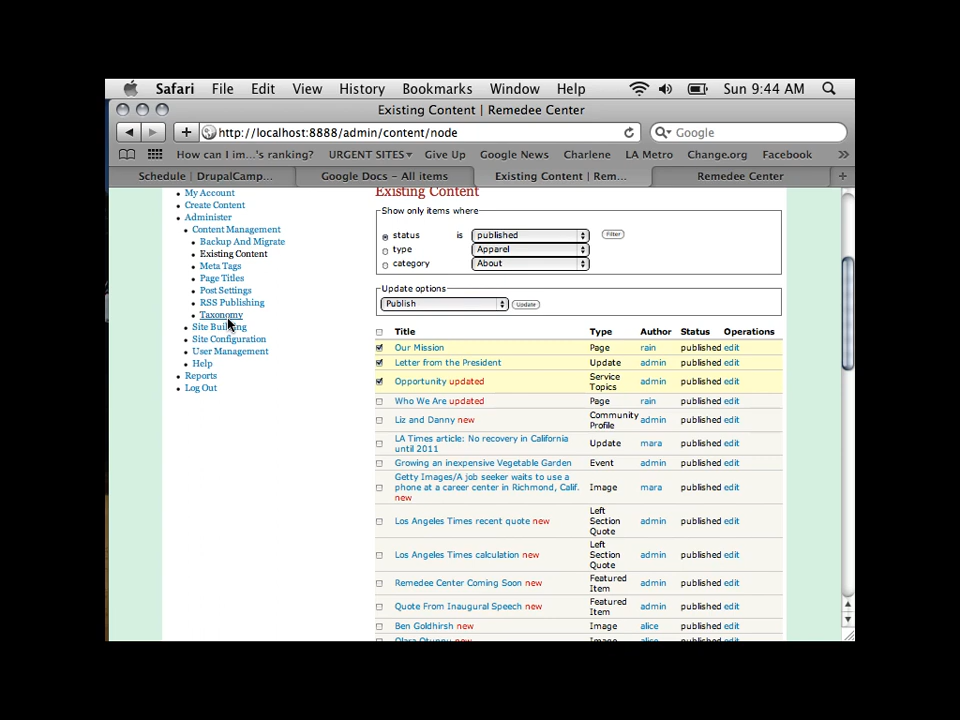 Safari File Edit View History Bookmarks Window Help Sun 9:44 AM
Existing Content | Remedee Center
http://localhost:8888/admin/content/node
Google
How can I im...'s ranking? URGENT SITES Give Up Google News Charlene LA Metro Change.org Facebook
Schedule | DrupalCamp... Google Docs – All items Existing Content | Rem... Remedee Center
My Account
Create Content
Administer
Content Management
Backup And Migrate
Existing Content
Meta Tags
Page Titles
Post Settings
RSS Publishing
Taxonomy
Site Building
Site Configuration
User Management
Help
Reports
Log Out
Existing Content
Show only items where
status is published Filter
type Apparel
category About
Update options
Publish Update
Title Type Author Status Operations
Our Mission Page rain published edit
Letter from the President Update admin published edit
Opportunity updated Service Topics admin published edit
Who We Are updated Page rain published edit
Liz and Danny new Community Profile admin published edit
LA Times article: No recovery in California
until 2011 Update mara published edit
Growing an inexpensive Vegetable Garden Event admin published edit
Getty Images/A job seeker waits to use a
phone at a career center in Richmond, Calif.
new Image mara published edit
Los Angeles Times recent quote new Left Section Quote admin published edit
Los Angeles Times calculation new Left Section Quote admin published edit
Remedee Center Coming Soon new Featured Item admin published edit
Quote From Inaugural Speech new Featured Item admin published edit
Ben Goldhirsh new Image alice published edit
Olara Otunnu new Image alice published edit